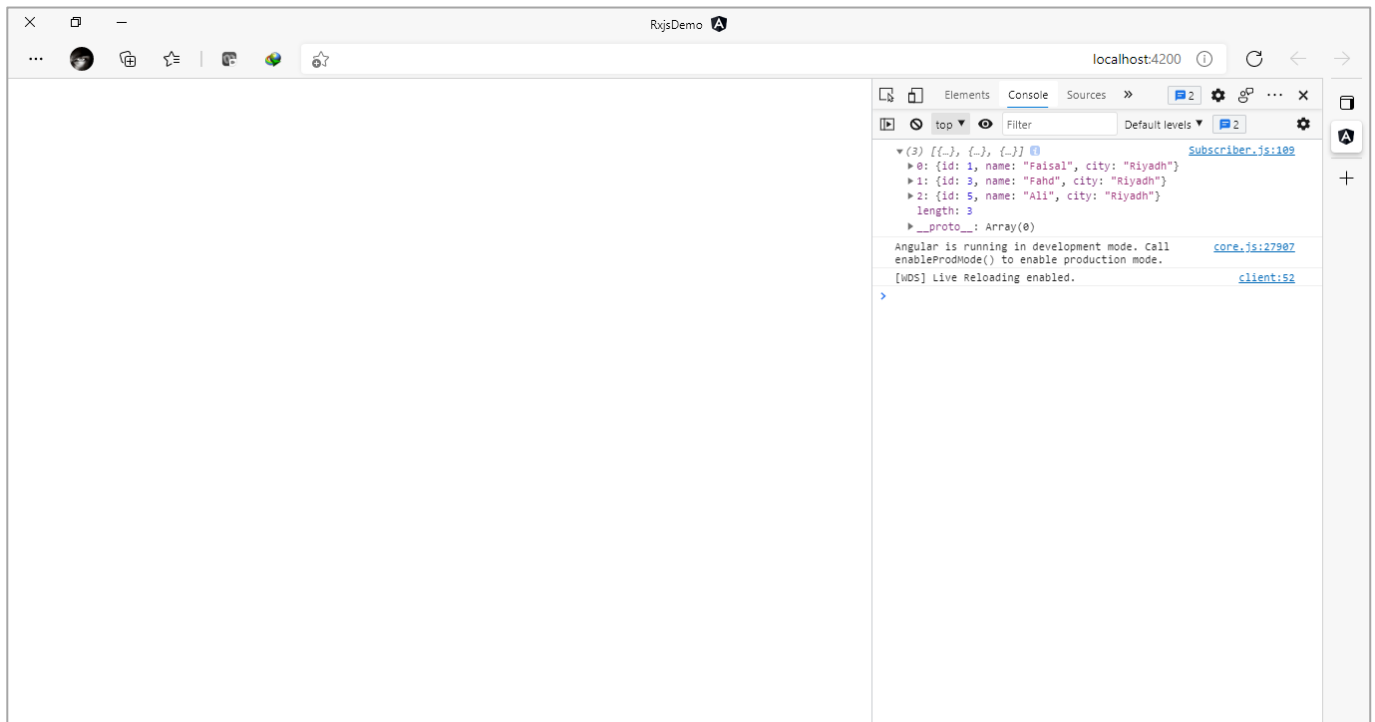 RxjsDemo
localhost:4200
Elements Console Sources » 2
top ▼ Filter Default levels ▼ 2
▼(3) [{…}, {…}, {…}] Subscriber.js:109
▶0: {id: 1, name: "Faisal", city: "Riyadh"}
▶1: {id: 3, name: "Fahd", city: "Riyadh"}
▶2: {id: 5, name: "Ali", city: "Riyadh"}
length: 3
▶__proto__: Array(0)
Angular is running in development mode. Call core.js:27907
enableProdMode() to enable production mode.
[WDS] Live Reloading enabled. client:52
>